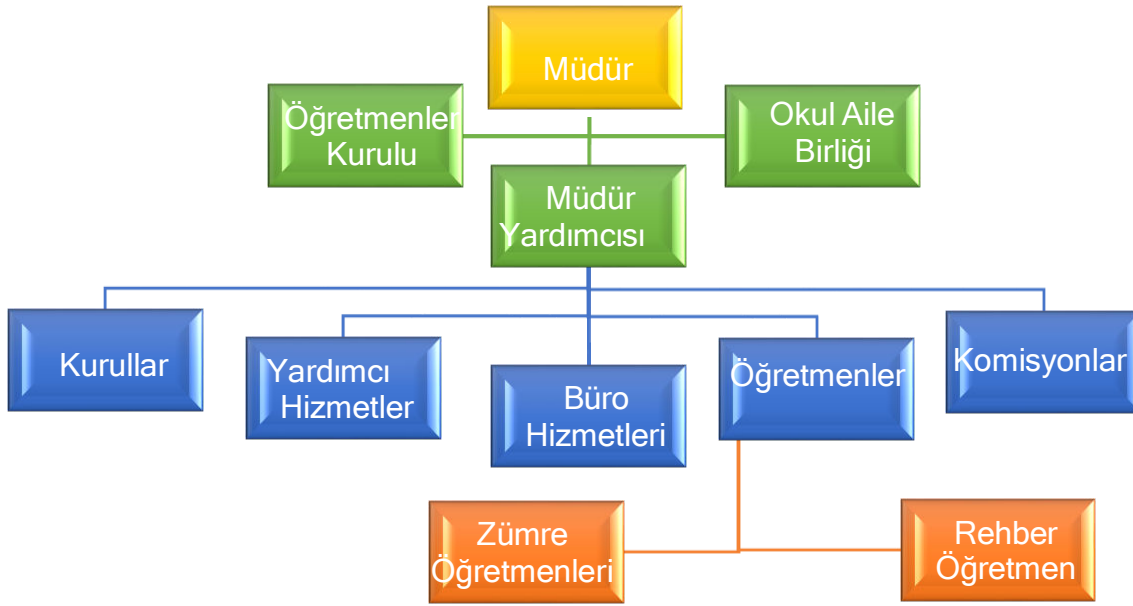 Müdür
Öğretmenler
Kurulu
Okul Aile
Birliği
Müdür
Yardımcısı
Kurullar
Yardımcı
Hizmetler
Büro
Hizmetleri
Öğretmenler
Komisyonlar
Zümre
Öğretmenleri
Rehber
Öğretmen